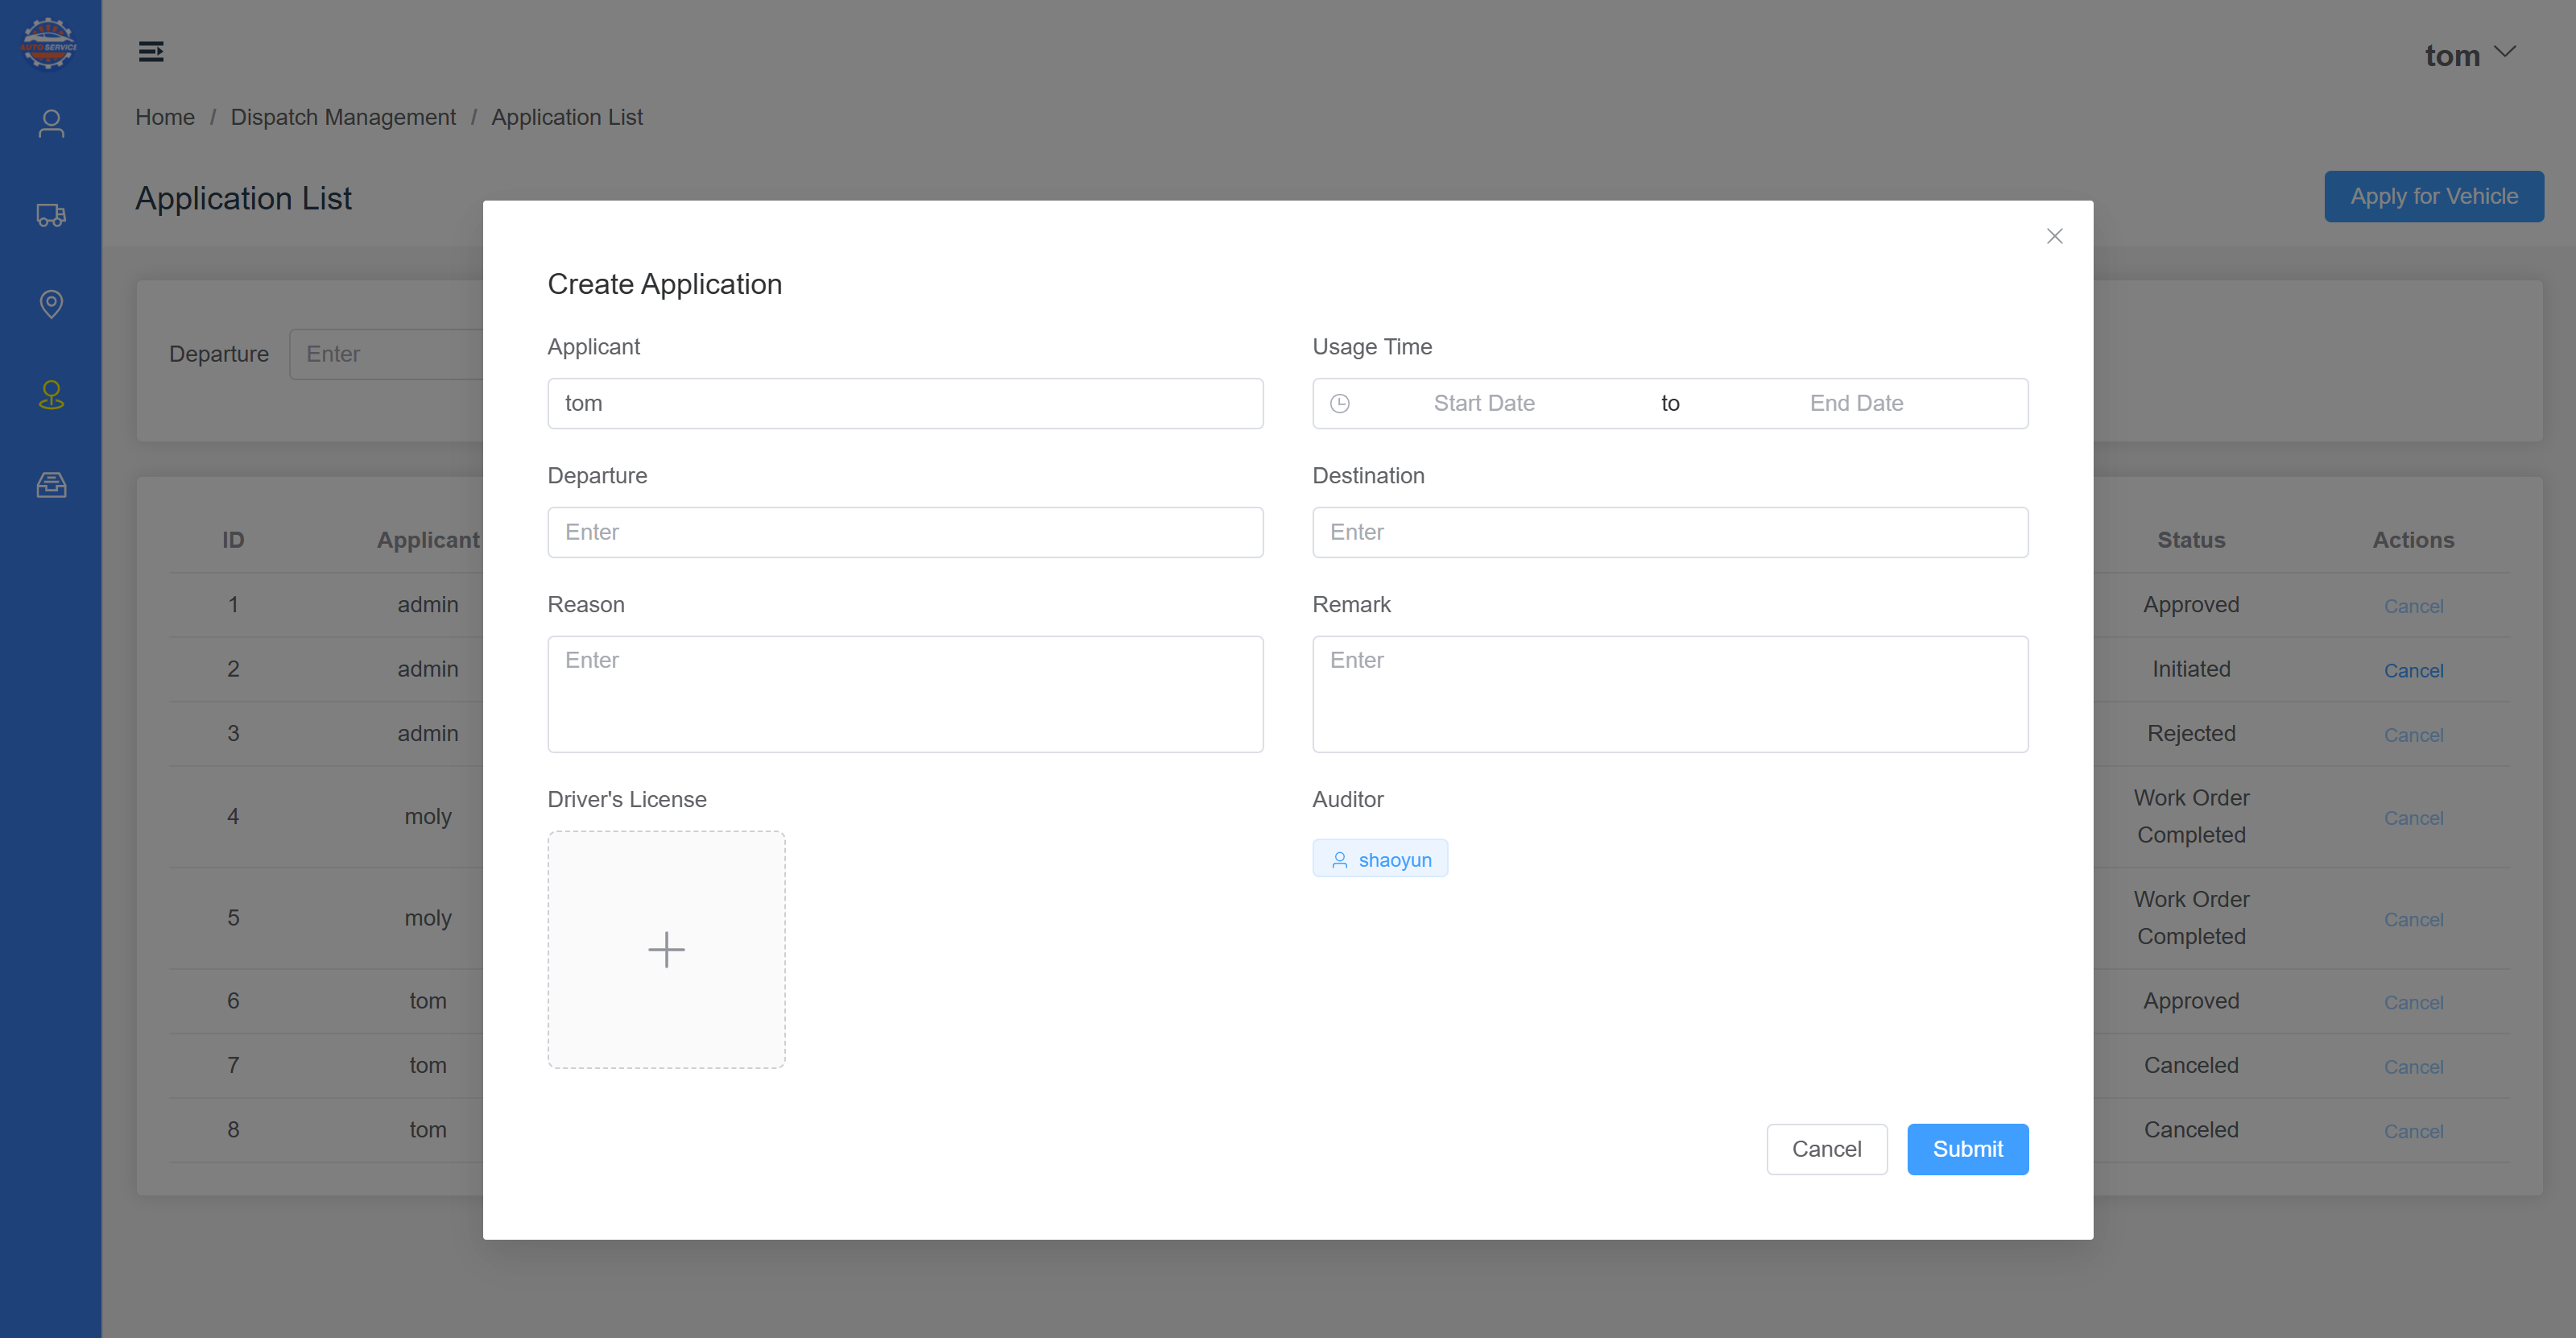 AUTO SERVICE
tom
Home / Dispatch Management / Application List
Application List
Apply for Vehicle
Departure Enter
Create Application
Applicant
tom
Usage Time
Start Date to End Date
Departure
Enter
Destination
Enter
Reason
Enter
Remark
Enter
Driver's License
Auditor
shaoyun
Cancel Submit
ID Applicant Status Actions
1 admin Approved Cancel
2 admin Initiated Cancel
3 admin Rejected Cancel
4 moly Work Order Completed Cancel
5 moly Work Order Completed Cancel
6 tom Approved Cancel
7 tom Canceled Cancel
8 tom Canceled Cancel